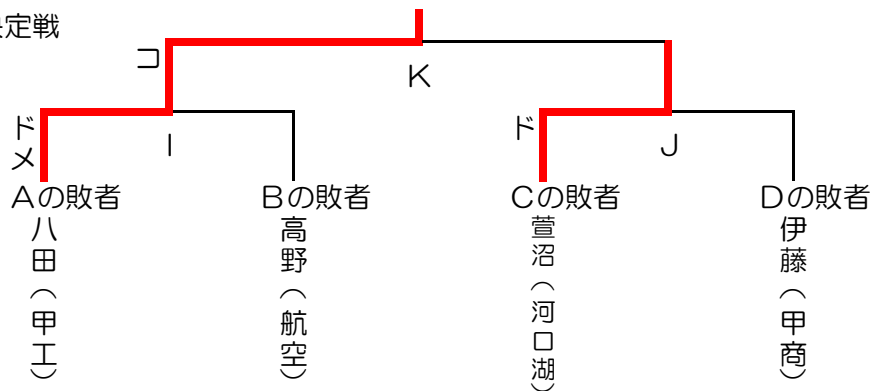 決定戦
コ
K
ド
メ
I
ド
J
Aの敗者
Bの敗者
Cの敗者
Dの敗者
八田(甲工)
高野(航空)
萱沼(河口湖)
伊藤(甲商)